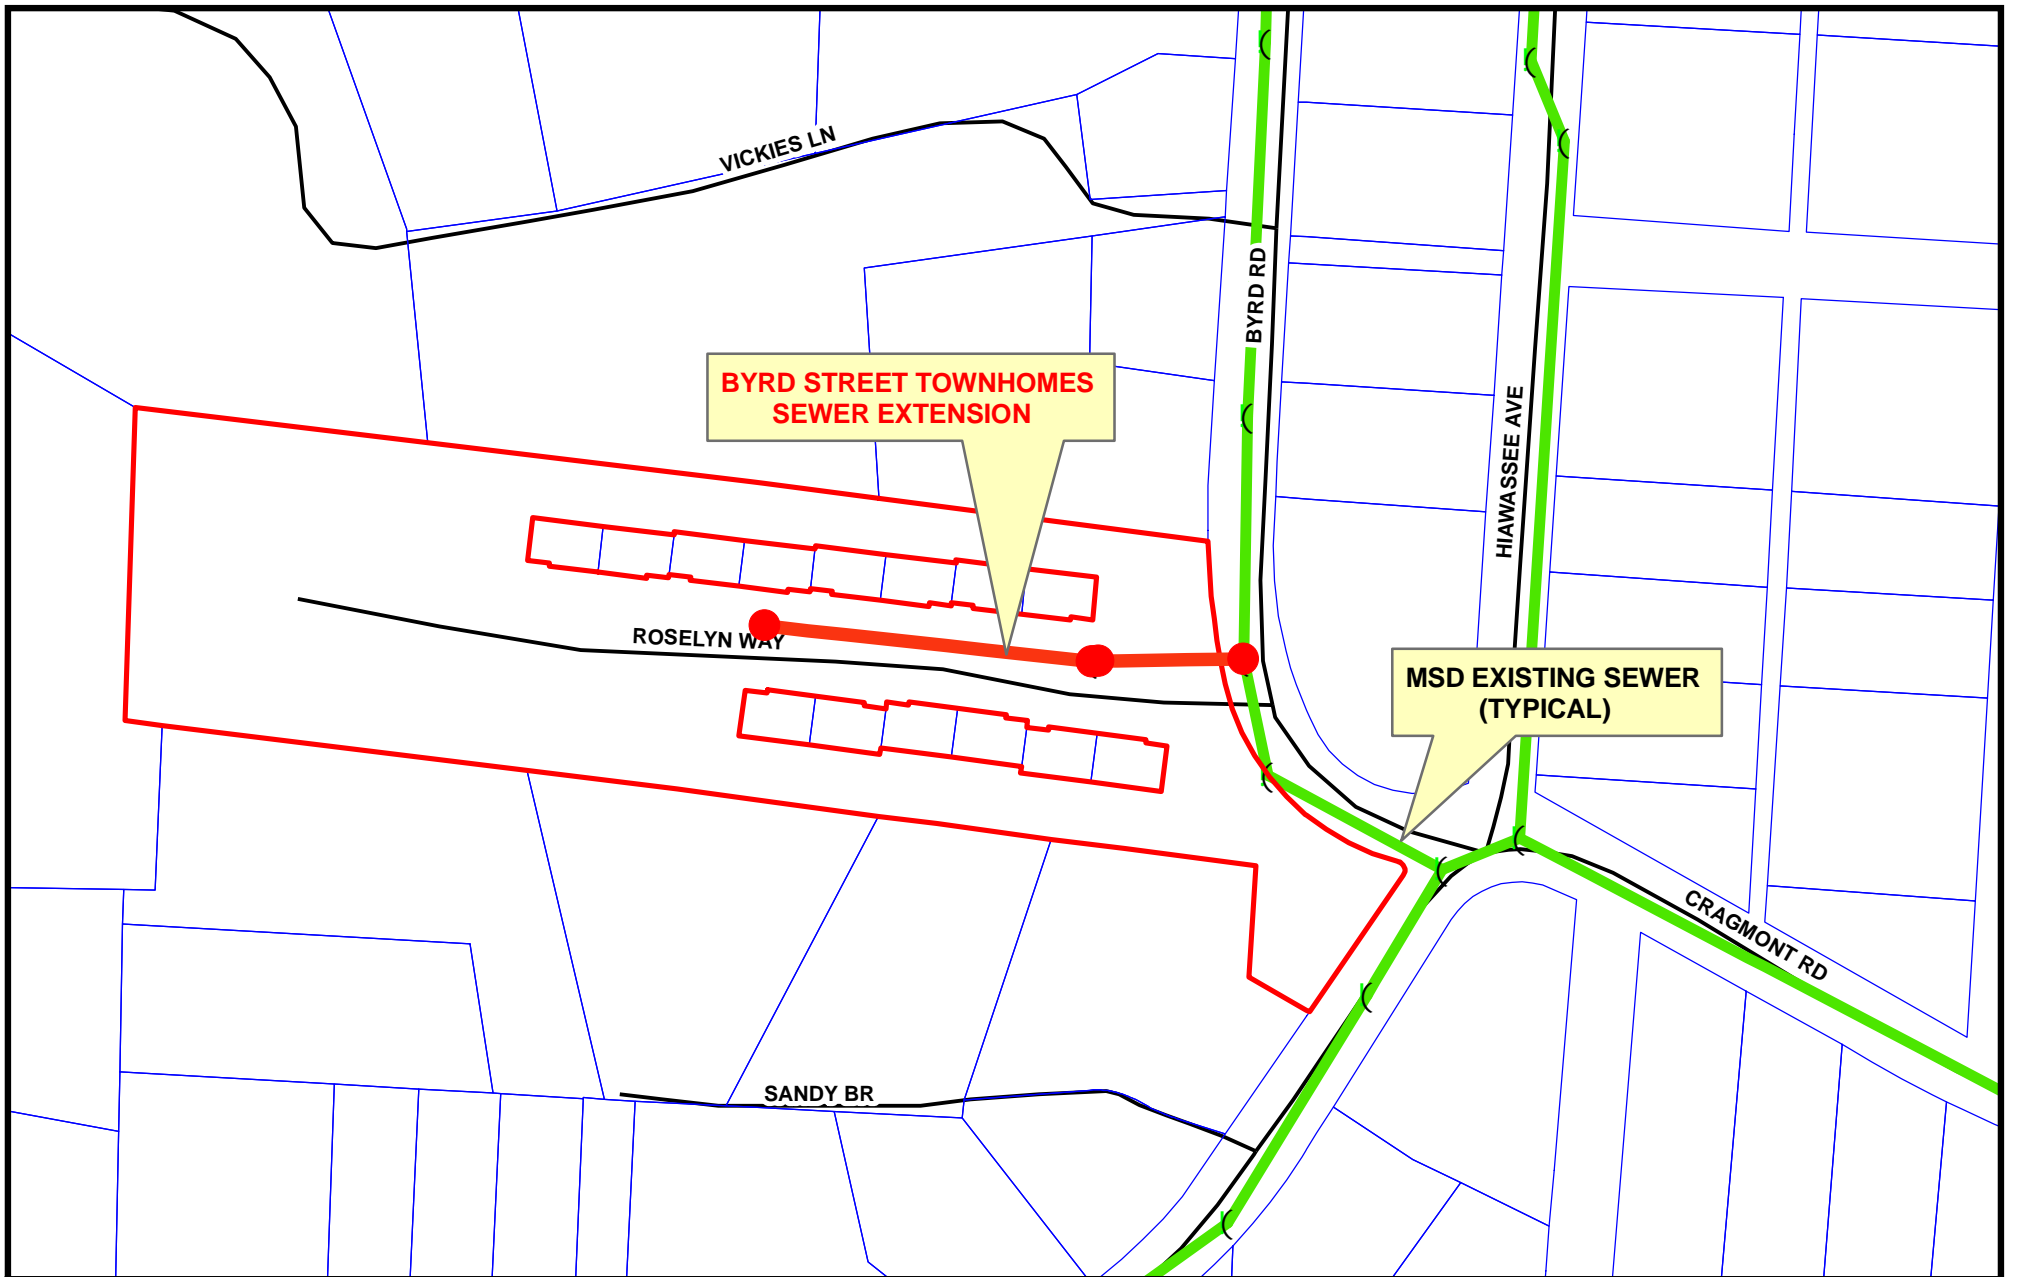 VICKIES LN
BYRD RD
BYRD STREET TOWNHOMES
SEWER EXTENSION
HIAWASSEE AVE
ROSELYN WAY
MSD EXISTING SEWER
(TYPICAL)
CRAGMONT RD
SANDY BR